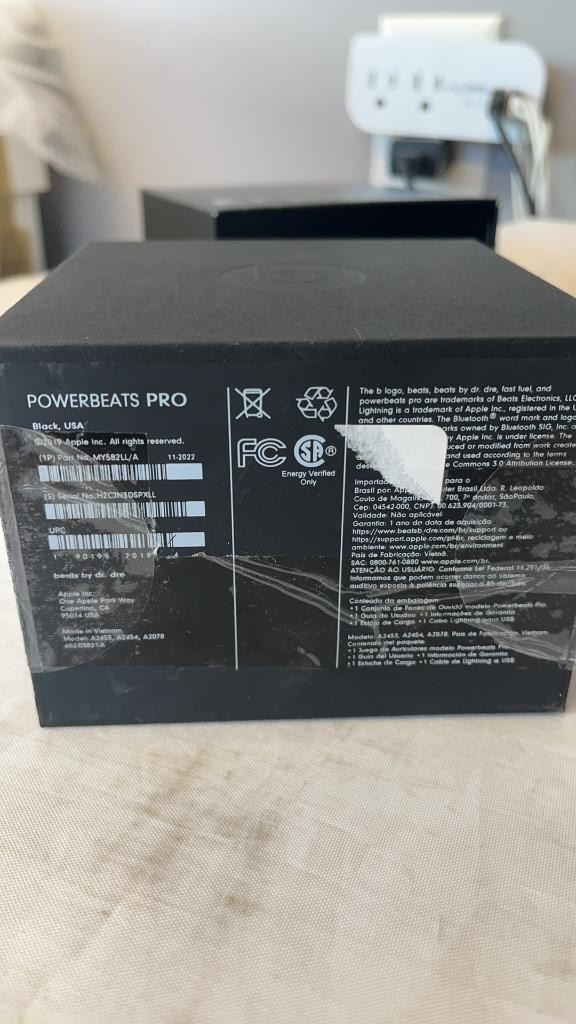 POWERBEATS PRO
Black, USA
©2019 Apple Inc. All rights reserved.
(1P) Part No. MY582LL/A 11-2022
(S) Serial No. H2CJN3DSPXLL
UPC
1 90199 7019
beats by dr. dre
Apple Inc.
One Apple Park Way
Cupertino, CA
95014 USA
Made in Vietnam
Model: A2453, A2454, A2078
602-03821-A
FC
SA®
Energy Verified
Only
The b logo, beats, beats by dr. dre, fast fuel, and
powerbeats pro are trademarks of Beats Electronics, LLC
Lightning is a trademark of Apple Inc., registered in the
and other countries. The Bluetooth® word mark and
owned by Bluetooth SIG, Inc.
by Apple Inc. is under license. The
or modified from work
and used according to the terms
Commons 3.0 Attribution License.
para o
Brasil por: Brasil Ltda. R. Leopoldo
Couto de 700, 7º andar, São Paulo,
Cep: 04542-000, CNPJ: 00.623.904/0001-73.
Validade: Não aplicável.
Garantia: 1 ano da data de aquisição
https://www.beatsbydre.com/br/support ou
https://support.apple.com/pt-br, reciclagem e meio
ambiente: www.apple.com/br/environment
País de Fabricação: Vietnã.
SAC: 0800-761-0880 www.apple.com/br.
ATENÇÃO AO USUÁRIO: Conforme Lei Federal 11.291/06,
informamos que podem ocorrer danos ao sistema
auditivo exposto à potência superior a 85 decibéis.
Conteúdo da embalagem:
• 1 Conjunto de Fones de Ouvido modelo Powerbeats Pro
• 1 Guia do Usuário • 1 Informações de Garantia
• 1 Estojo de Carga • 1 Cabo Lightning para USB
Modelo: A2453, A2454, A2078. País de Fabricación: Vietnam
Contenido del paquete:
• 1 Juego de Auriculares modelo Powerbeats Pro
• 1 Guía del Usuario • 1 Información de Garantía
• 1 Estuche de Carga • 1 Cable de Lightning a USB